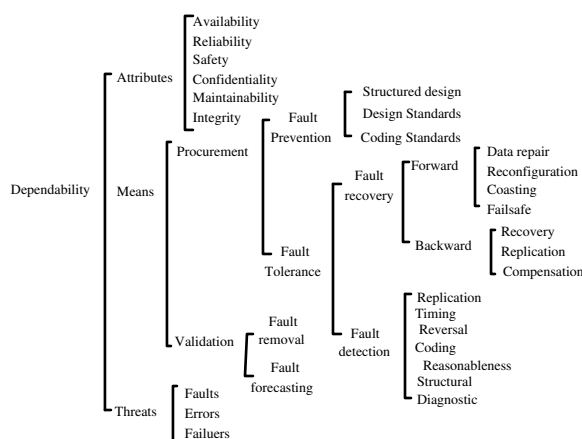 Availability
Reliability
Safety
Attributes
Confidentiality
Maintainability
Integrity
Structured design
Fault
Prevention
Design Standards
Coding Standards
Procurement
Dependability
Means
Fault
recovery
Forward
Data repair
Reconfiguration
Coasting
Failsafe
Fault
Tolerance
Backward
Recovery
Replication
Compensation
Validation
Fault
removal
Fault
forecasting
Fault
detection
Replication
Timing
Reversal
Coding
Reasonableness
Structural
Diagnostic
Threats
Faults
Errors
Failuers